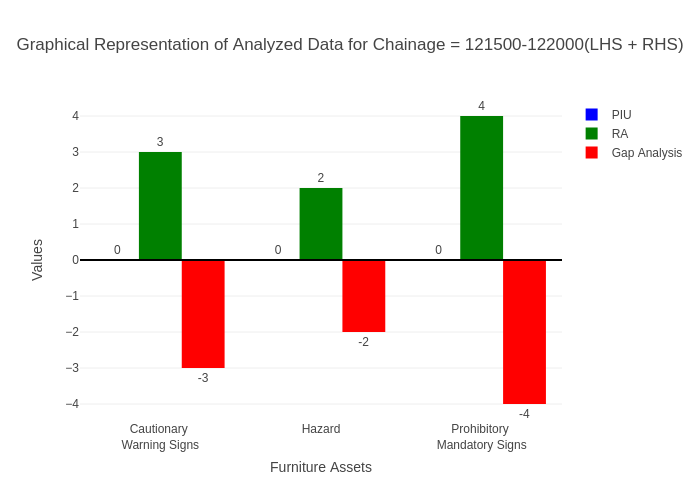 Graphical Representation of Analyzed Data for Chainage = 121500-122000(LHS + RHS)
PIU
RA
Gap Analysis
Values
4
3
2
1
0
−1
−2
−3
−4
0
3
-3
0
2
-2
0
4
-4
Cautionary
Warning Signs
Hazard
Prohibitory
Mandatory Signs
Furniture Assets